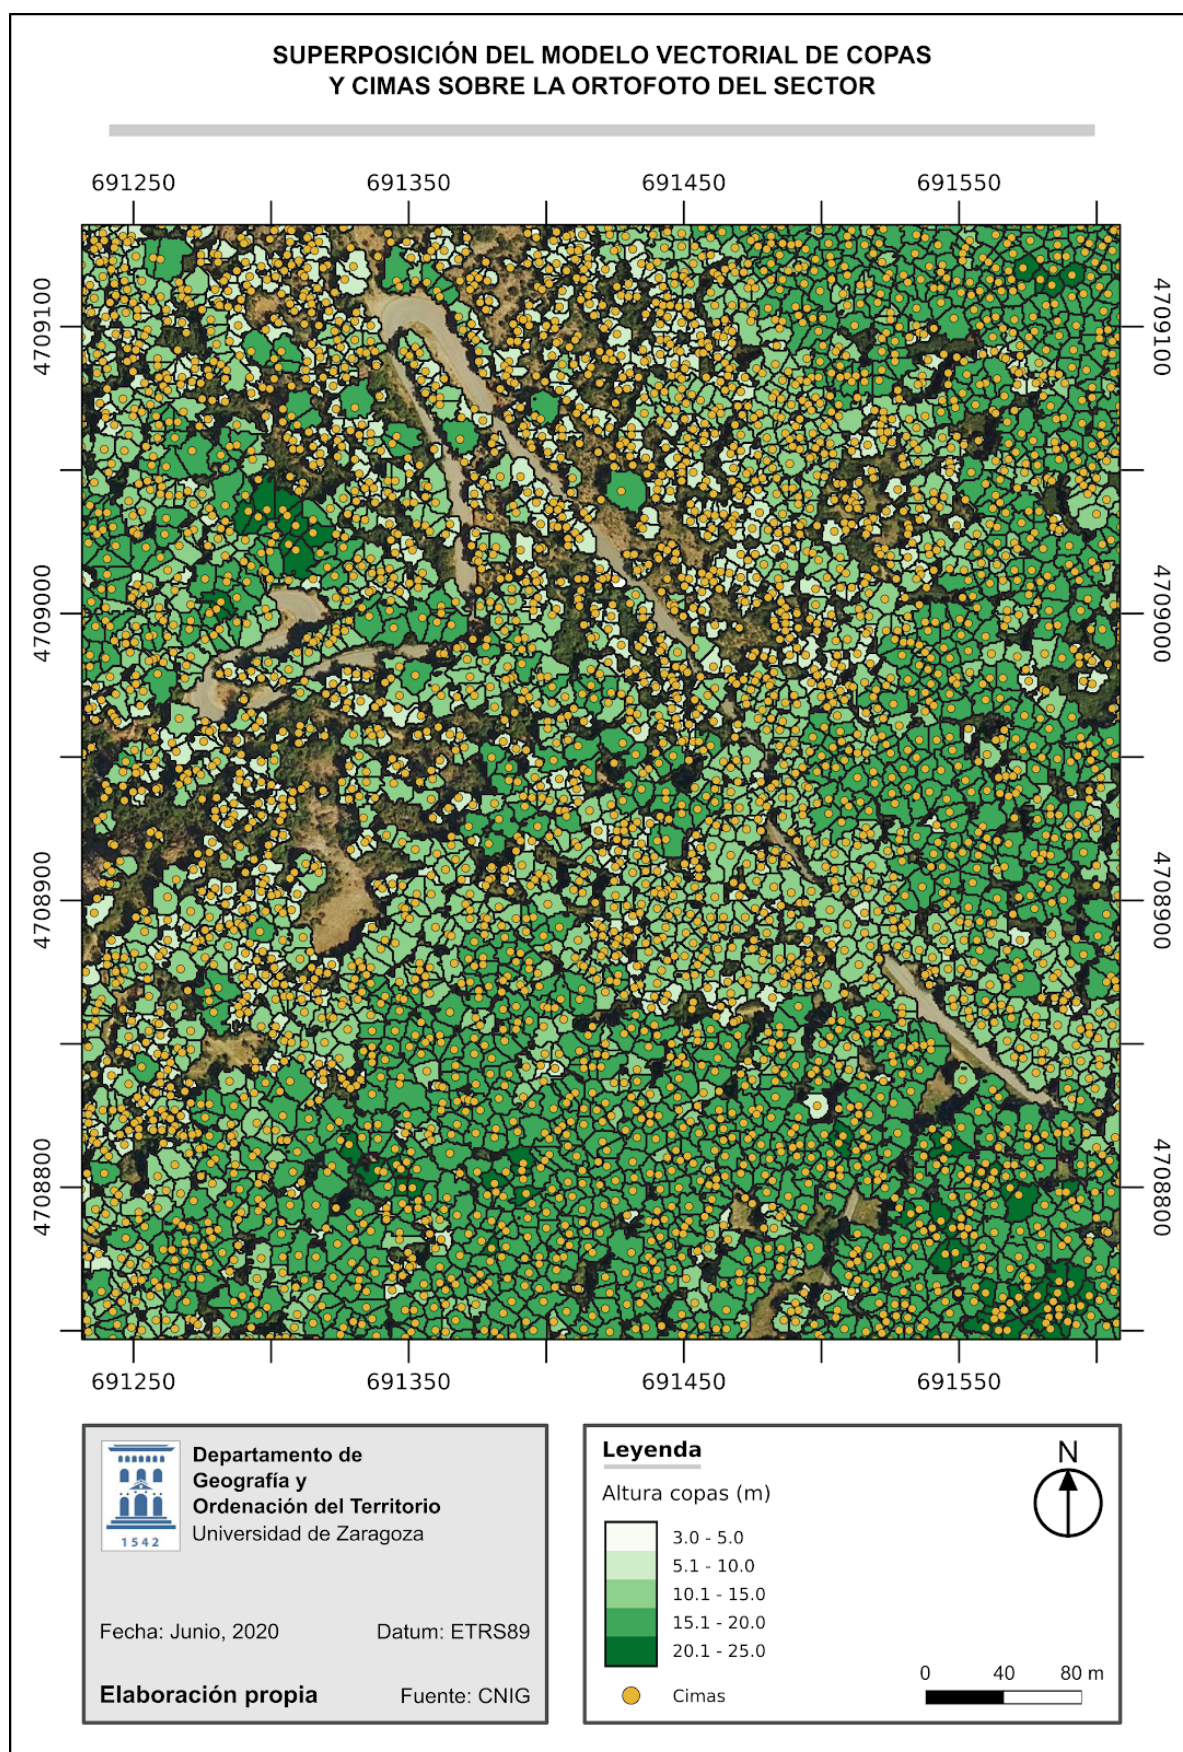 SUPERPOSICIÓN DEL MODELO VECTORIAL DE COPAS
Y CIMAS SOBRE LA ORTOFOTO DEL SECTOR
691250 691350 691450 691550
4709100 4709100
4709000 4709000
4708900 4708900
4708800 4708800
691250 691350 691450 691550
Departamento de
Geografía y
Ordenación del Territorio
Universidad de Zaragoza
1542
Fecha: Junio, 2020 Datum: ETRS89
Elaboración propia Fuente: CNIG
Leyenda
Altura copas (m)
3.0 - 5.0
5.1 - 10.0
10.1 - 15.0
15.1 - 20.0
20.1 - 25.0
Cimas
N
0 40 80 m